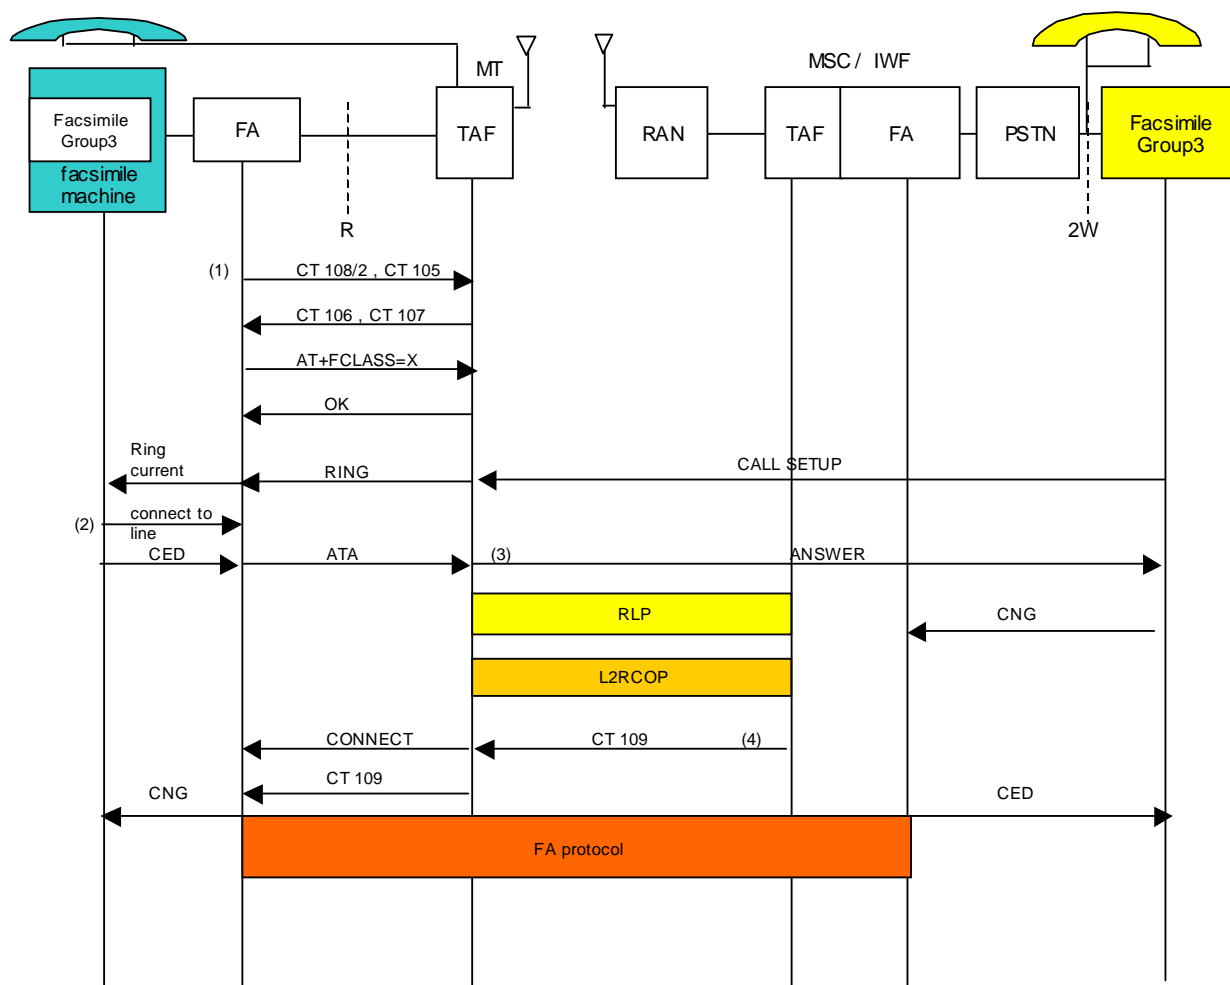 MT
MSC / IWF
Facsimile
Group3
facsimile
machine
FA
TAF
RAN
TAF
FA
PSTN
Facsimile
Group3
R
2W
(1)
CT 108/2 , CT 105
CT 106 , CT 107
AT+FCLASS=X
OK
Ring
current
RING
CALL SETUP
(2)
connect to
line
CED
ATA
(3)
ANSWER
RLP
CNG
L2RCOP
CONNECT
CT 109
(4)
CT 109
CNG
CED
FA protocol